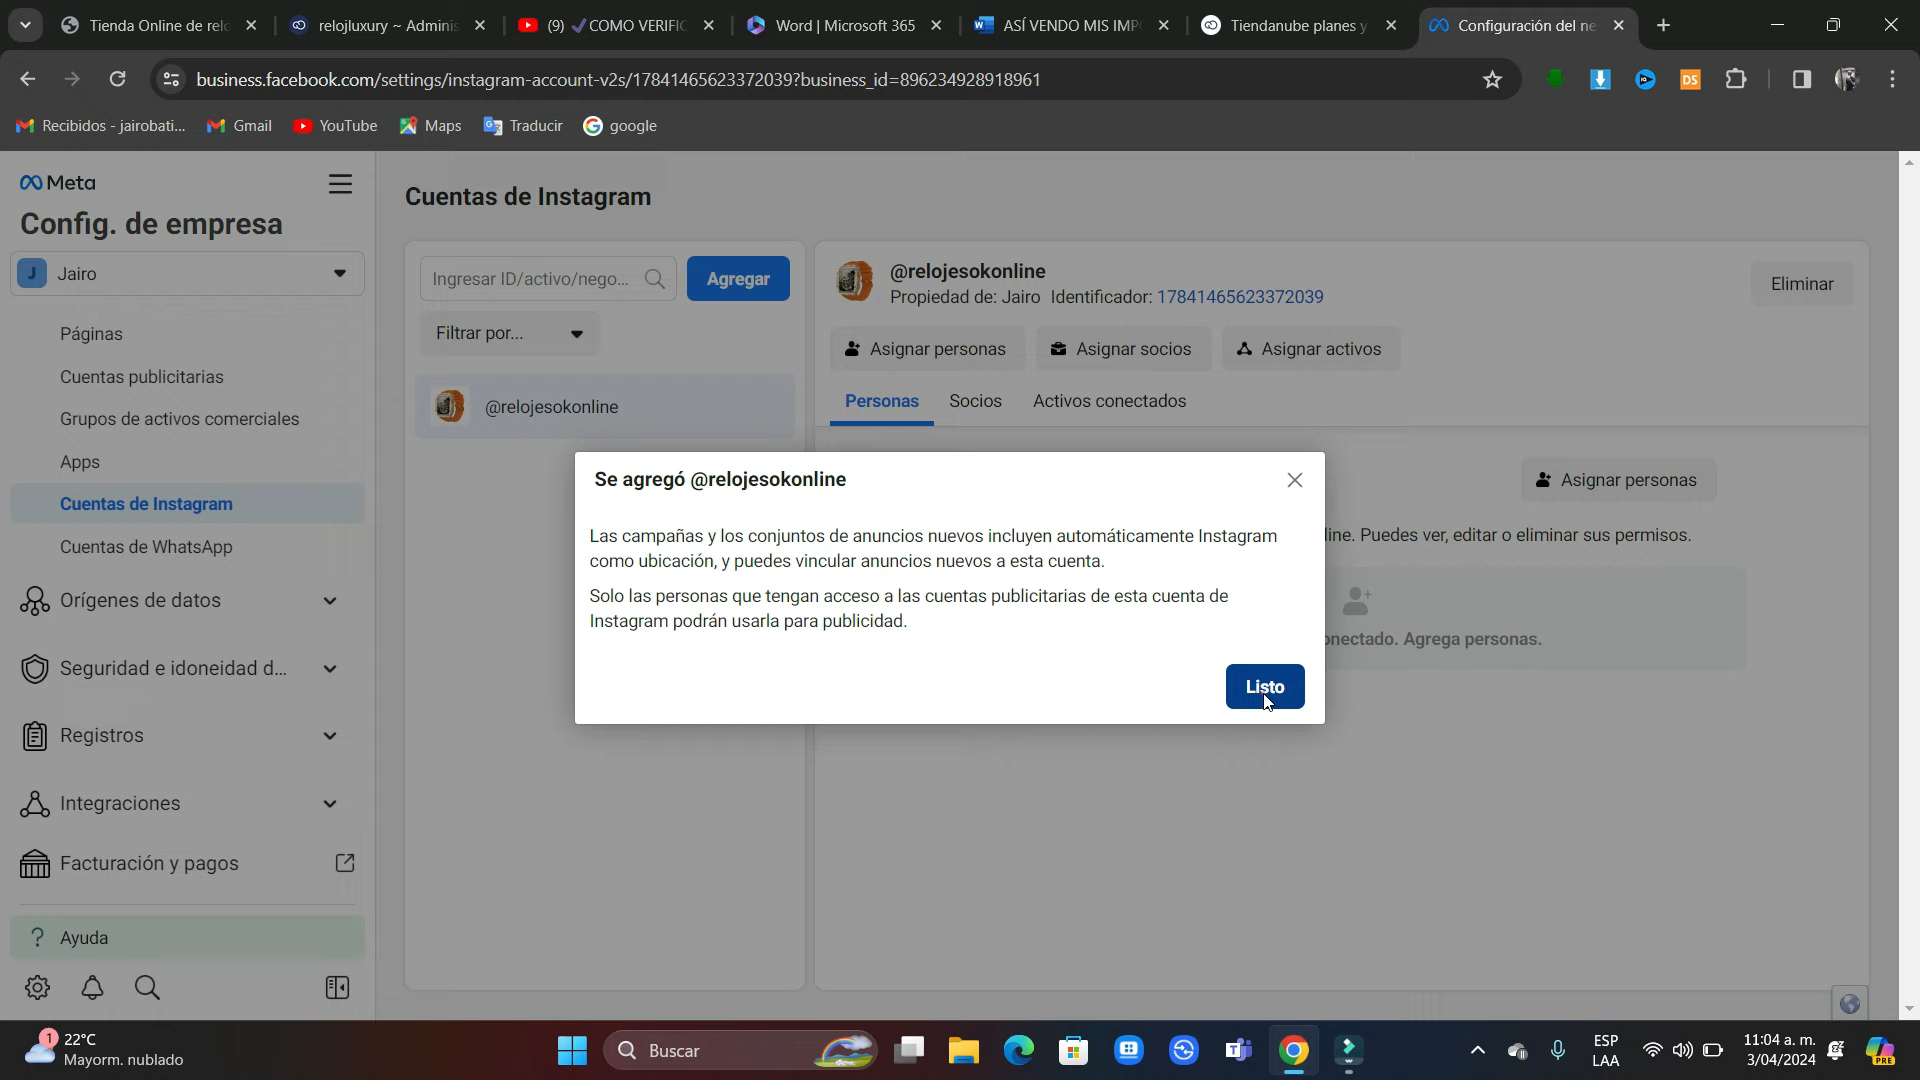 Tienda Online de relo
relojluxury ~ Adminis
(9) ✓COMO VERIFIC
Word | Microsoft 365
ASÍ VENDO MIS IMP
Tiendanube planes y
Configuración del ne
business.facebook.com/settings/instagram-account-v2s/17841465623372039?business_id=896234928918961
DS
Recibidos - jairobati...
Gmail
YouTube
Maps
Traducir
google
Meta
Config. de empresa
J
Jairo
Páginas
Cuentas publicitarias
Grupos de activos comerciales
Apps
Cuentas de Instagram
Cuentas de WhatsApp
Orígenes de datos
Seguridad e idoneidad d...
Registros
Integraciones
Facturación y pagos
? Ayuda
Cuentas de Instagram
Ingresar ID/activo/nego...
Agregar
Filtrar por...
@relojesokonline
@relojesokonline
Propiedad de: Jairo Identificador: 17841465623372039
Eliminar
Asignar personas
Asignar socios
Asignar activos
Personas
Socios
Activos conectados
Asignar personas
line. Puedes ver, editar o eliminar sus permisos.
onectado. Agrega personas.
Se agregó @relojesokonline
Las campañas y los conjuntos de anuncios nuevos incluyen automáticamente Instagram
como ubicación, y puedes vincular anuncios nuevos a esta cuenta.
Solo las personas que tengan acceso a las cuentas publicitarias de esta cuenta de
Instagram podrán usarla para publicidad.
Listo
1
22°C
Mayorm. nublado
Buscar
ESP
LAA
11:04 a. m.
3/04/2024
PRE